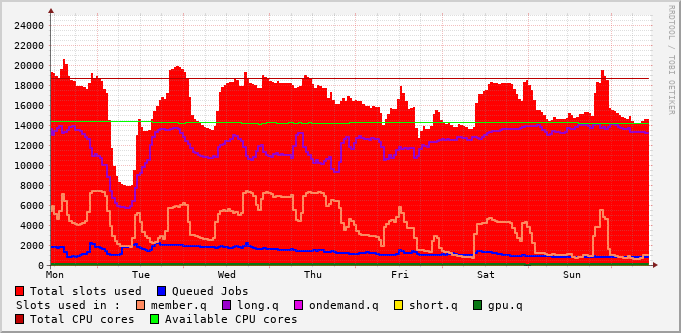 RRDTOOL / TOBI OETIKER
24000
22000
20000
18000
16000
14000
12000
10000
8000
6000
4000
2000
0
Mon Tue Wed Thu Fri Sat Sun
Total slots used Queued Jobs
Slots used in : member.q long.q ondemand.q short.q gpu.q
Total CPU cores Available CPU cores